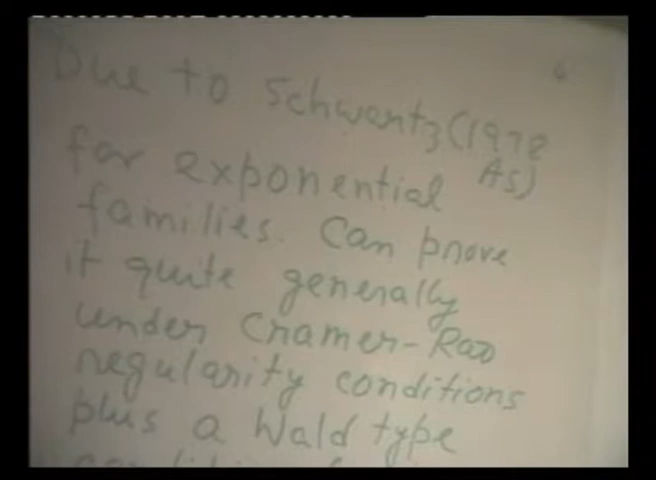 Due to Schwartz (1978
AS)
for exponential
families. Can prove
it quite generally
under Cramer-Rao
regularity conditions
plus a Wald type